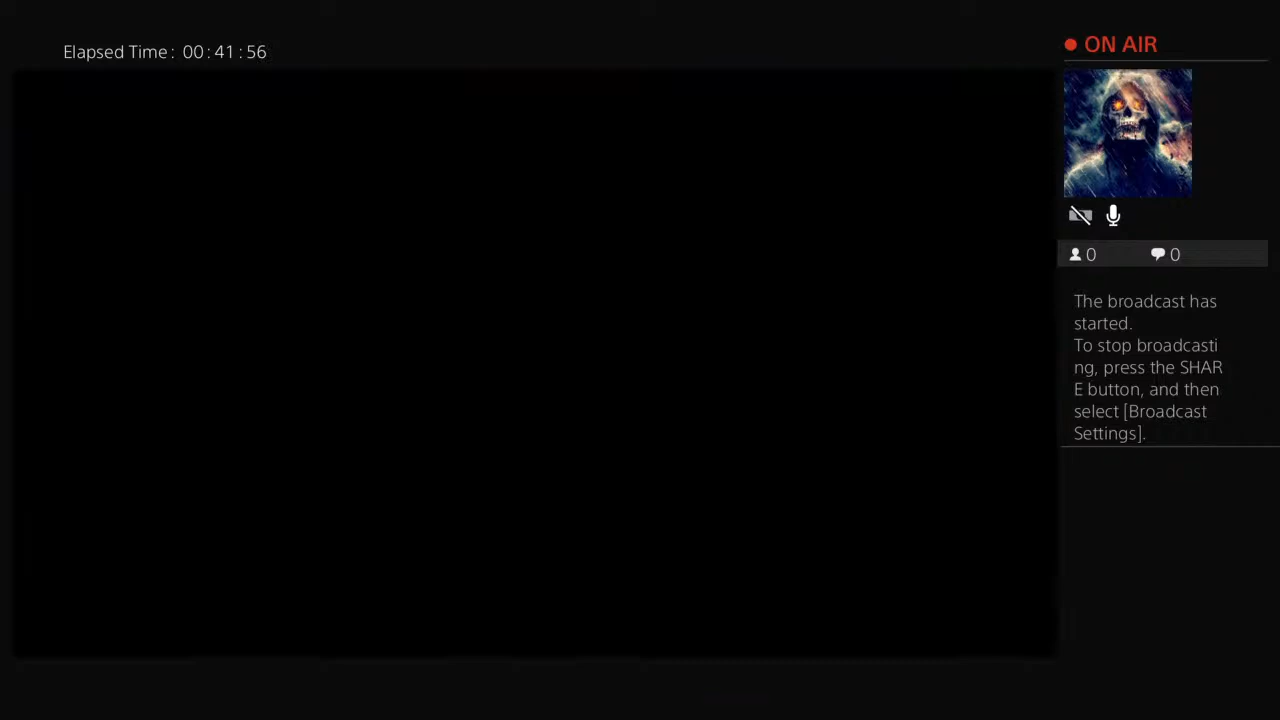 Elapsed Time: 00:41:56
ON AIR
0 0
The broadcast has
started.
To stop broadcasti
ng, press the SHAR
E button, and then
select [Broadcast
Settings].